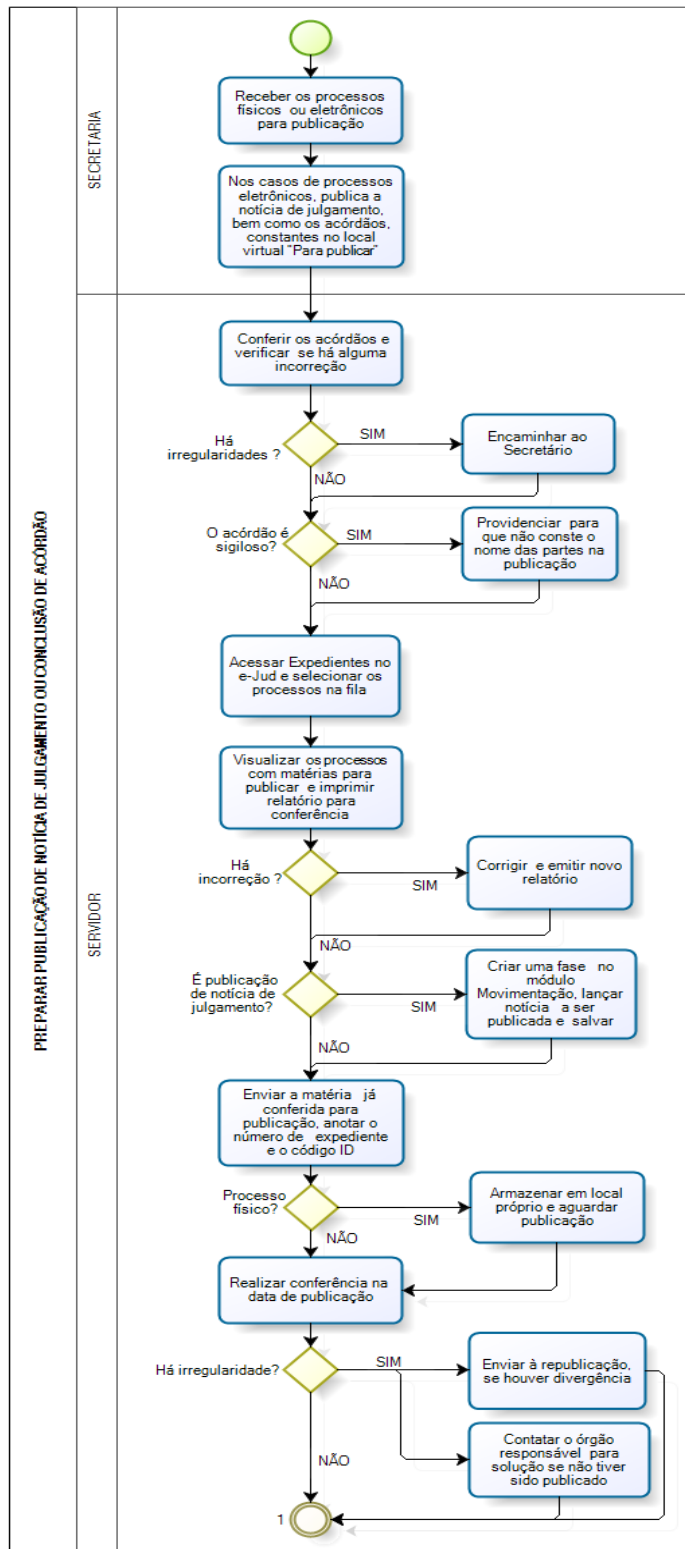 PREPARAR PUBLICAÇÃO DE NOTÍCIA DE JULGAMENTO OU CONCLUSÃO DE ACÓRDÃO
SECRETARIA
Receber os processos
físicos ou eletrônicos
para publicação
Nos casos de processos
eletrônicos, publica a
notícia de julgamento,
bem como os acórdãos,
constantes no local
virtual "Para publicar"
SERVIDOR
Conferir os acórdãos e
verificar se há alguma
incorreção
Há
irregularidades ?
SIM
Encaminhar ao
Secretário
NÃO
O acórdão é
sigiloso?
SIM
Providenciar para
que não conste o
nome das partes na
publicação
NÃO
Acessar Expedientes no
e-Jud e selecionar os
processos na fila
Visualizar os processos
com matérias para
publicar e imprimir
relatório para
conferência
Há
incorreção ?
SIM
Corrigir e emitir novo
relatório
NÃO
É publicação
de notícia de
julgamento?
SIM
Criar uma fase no
módulo
Movimentação, lançar
notícia a ser
publicada e salvar
NÃO
Enviar a matéria já
conferida para
publicação, anotar o
número de expediente
e o código ID
Processo
físico?
SIM
Armazenar em local
próprio e aguardar
publicação
NÃO
Realizar conferência na
data de publicação
Há irregularidade?
SIM
Enviar à republicação,
se houver divergência
Contatar o órgão
responsável para
solução se não tiver
sido publicado
NÃO
1